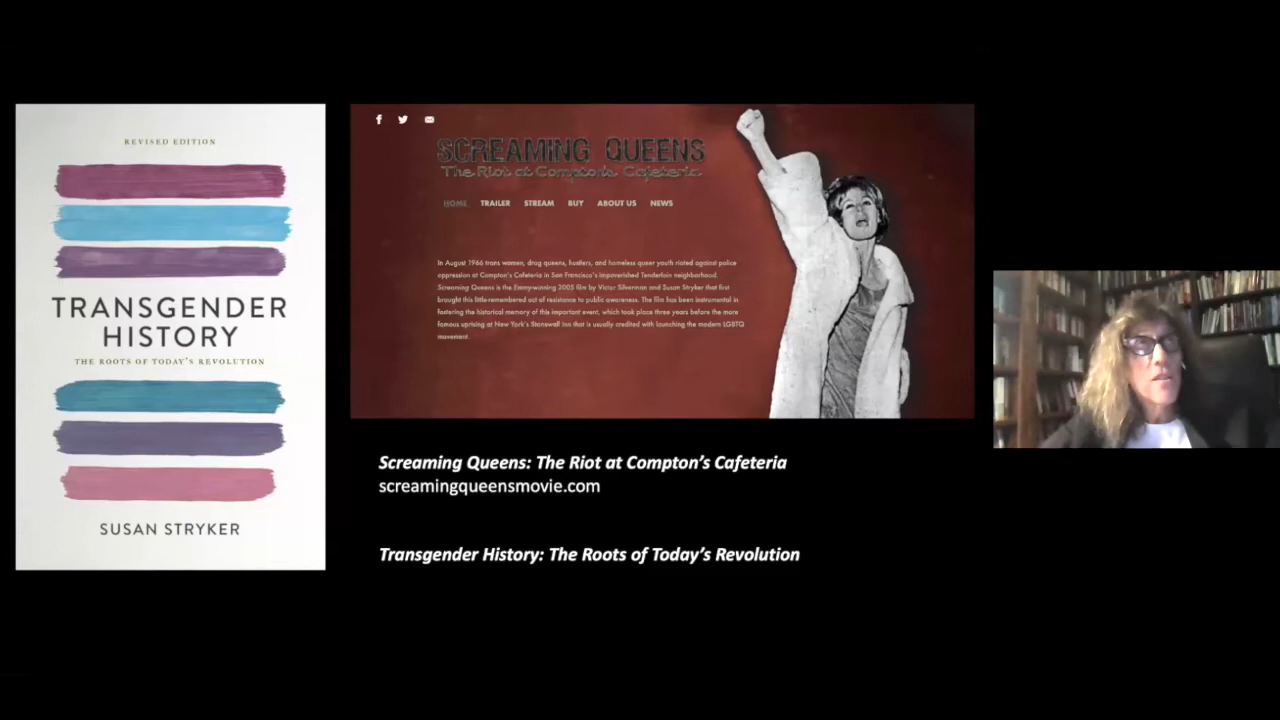 REVISED EDITION
TRANSGENDER
HISTORY
THE ROOTS OF TODAY'S REVOLUTION
SUSAN STRYKER
SCREAMING QUEENS
The Riot at Compton's Cafeteria
HOME TRAILER STREAM BUY ABOUT US NEWS
In August 1966 trans women, drag queens, hustlers, and homeless queer youth rioted against police
oppression at Compton's Cafeteria in San Francisco's impoverished Tenderloin neighborhood.
Screaming Queens is the Emmy-winning 2005 film by Victor Silverman and Susan Stryker that first
brought this little-remembered act of resistance to public awareness. The film has been instrumental in
fostering the historical memory of this important event, which took place three years before the more
famous uprising at New York's Stonewall Inn that is usually credited with launching the modern LGBTQ
movement.
Screaming Queens: The Riot at Compton's Cafeteria
screamingqueensmovie.com
Transgender History: The Roots of Today's Revolution